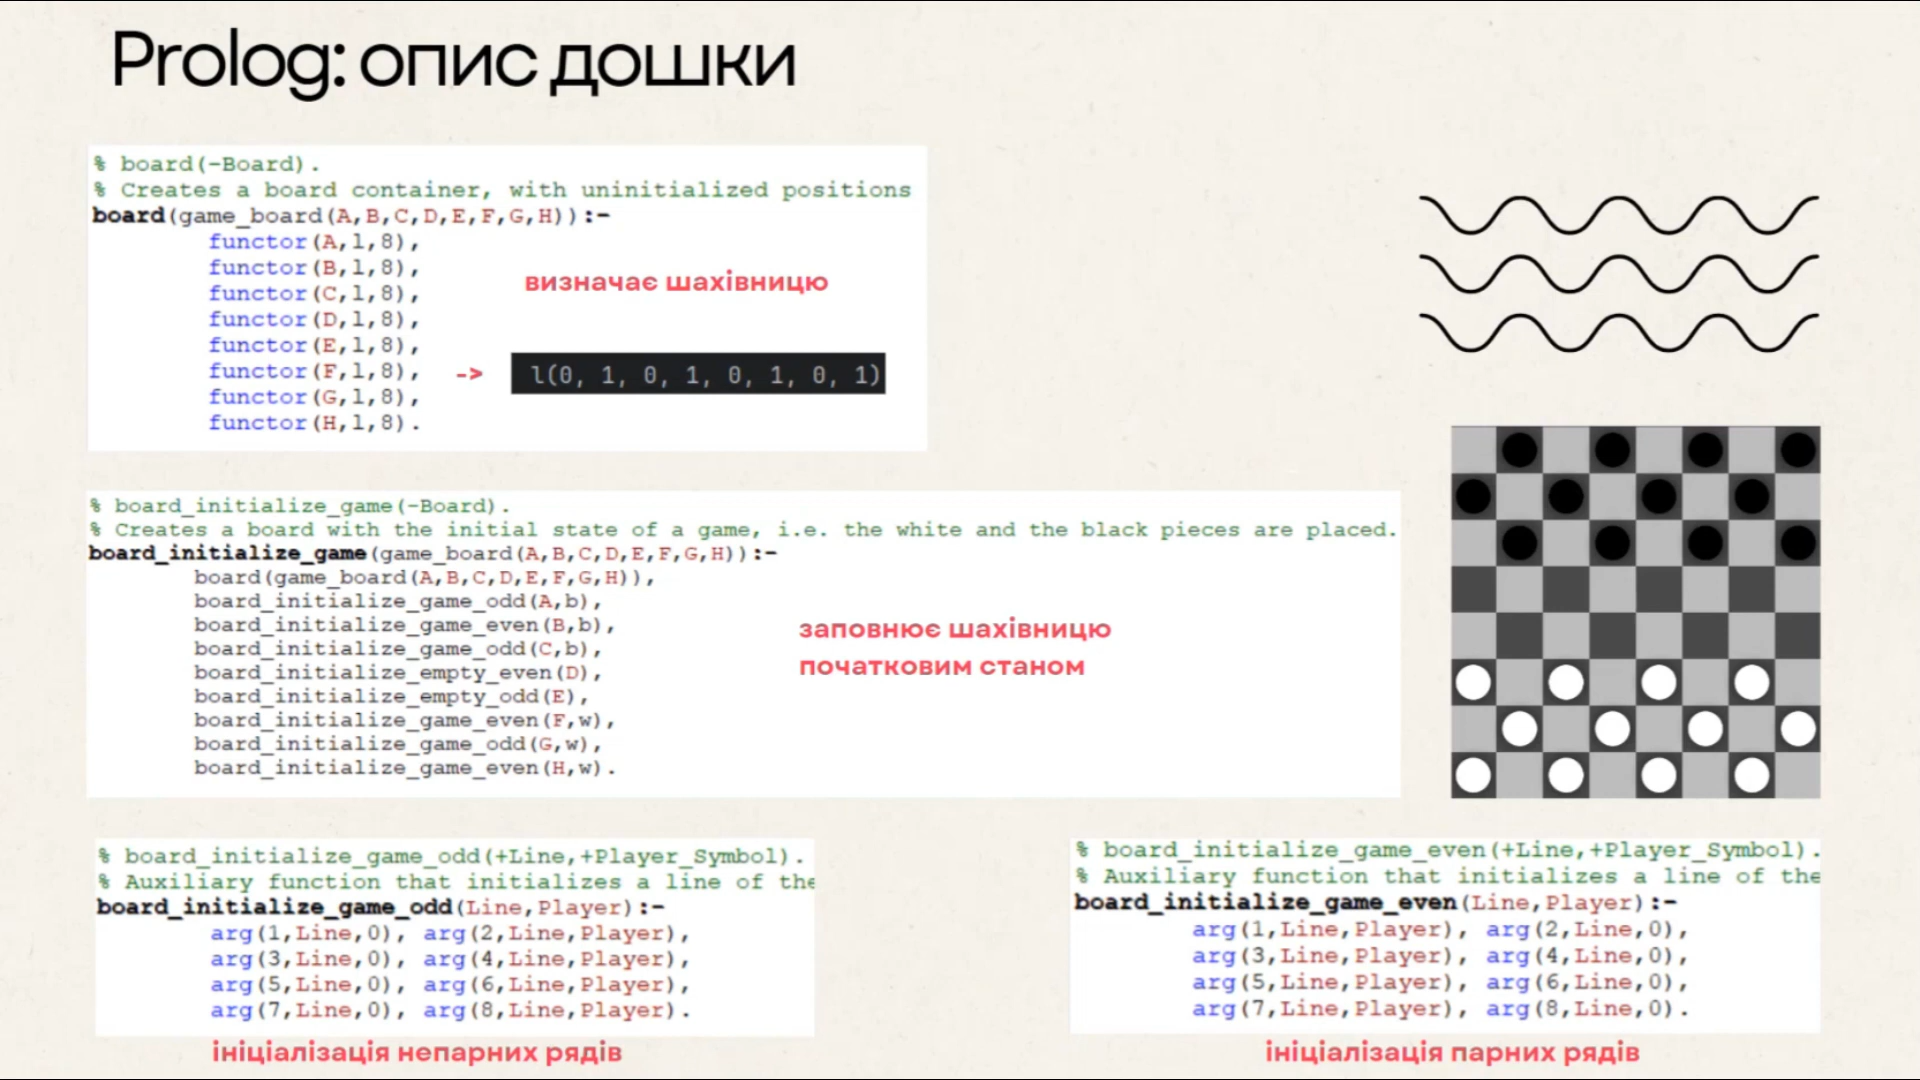 Prolog: опис дошки
% board(-Board).
% Creates a board container, with uninitialized positions
board(game_board(A,B,C,D,E,F,G,H)):-
functor(A,l,8),
functor(B,l,8),
functor(C,l,8),
functor(D,l,8),
functor(E,l,8),
functor(F,l,8),
functor(G,l,8),
functor(H,l,8).
визначає шахівницю
-> l(0, 1, 0, 1, 0, 1, 0, 1)
% board_initialize_game(-Board).
% Creates a board with the initial state of a game, i.e. the white and the black pieces are placed.
board_initialize_game(game_board(A,B,C,D,E,F,G,H)):-
board(game_board(A,B,C,D,E,F,G,H)),
board_initialize_game_odd(A,b),
board_initialize_game_even(B,b),
board_initialize_game_odd(C,b),
board_initialize_empty_even(D),
board_initialize_empty_odd(E),
board_initialize_game_even(F,w),
board_initialize_game_odd(G,w),
board_initialize_game_even(H,w).
заповнює шахівницю
початковим станом
% board_initialize_game_odd(+Line,+Player_Symbol).
% Auxiliary function that initializes a line of the
board_initialize_game_odd(Line,Player):-
arg(1,Line,0), arg(2,Line,Player),
arg(3,Line,0), arg(4,Line,Player),
arg(5,Line,0), arg(6,Line,Player),
arg(7,Line,0), arg(8,Line,Player).
ініціалізація непарних рядів
% board_initialize_game_even(+Line,+Player_Symbol).
% Auxiliary function that initializes a line of the
board_initialize_game_even(Line,Player):-
arg(1,Line,Player), arg(2,Line,0),
arg(3,Line,Player), arg(4,Line,0),
arg(5,Line,Player), arg(6,Line,0),
arg(7,Line,Player), arg(8,Line,0).
ініціалізація парних рядів